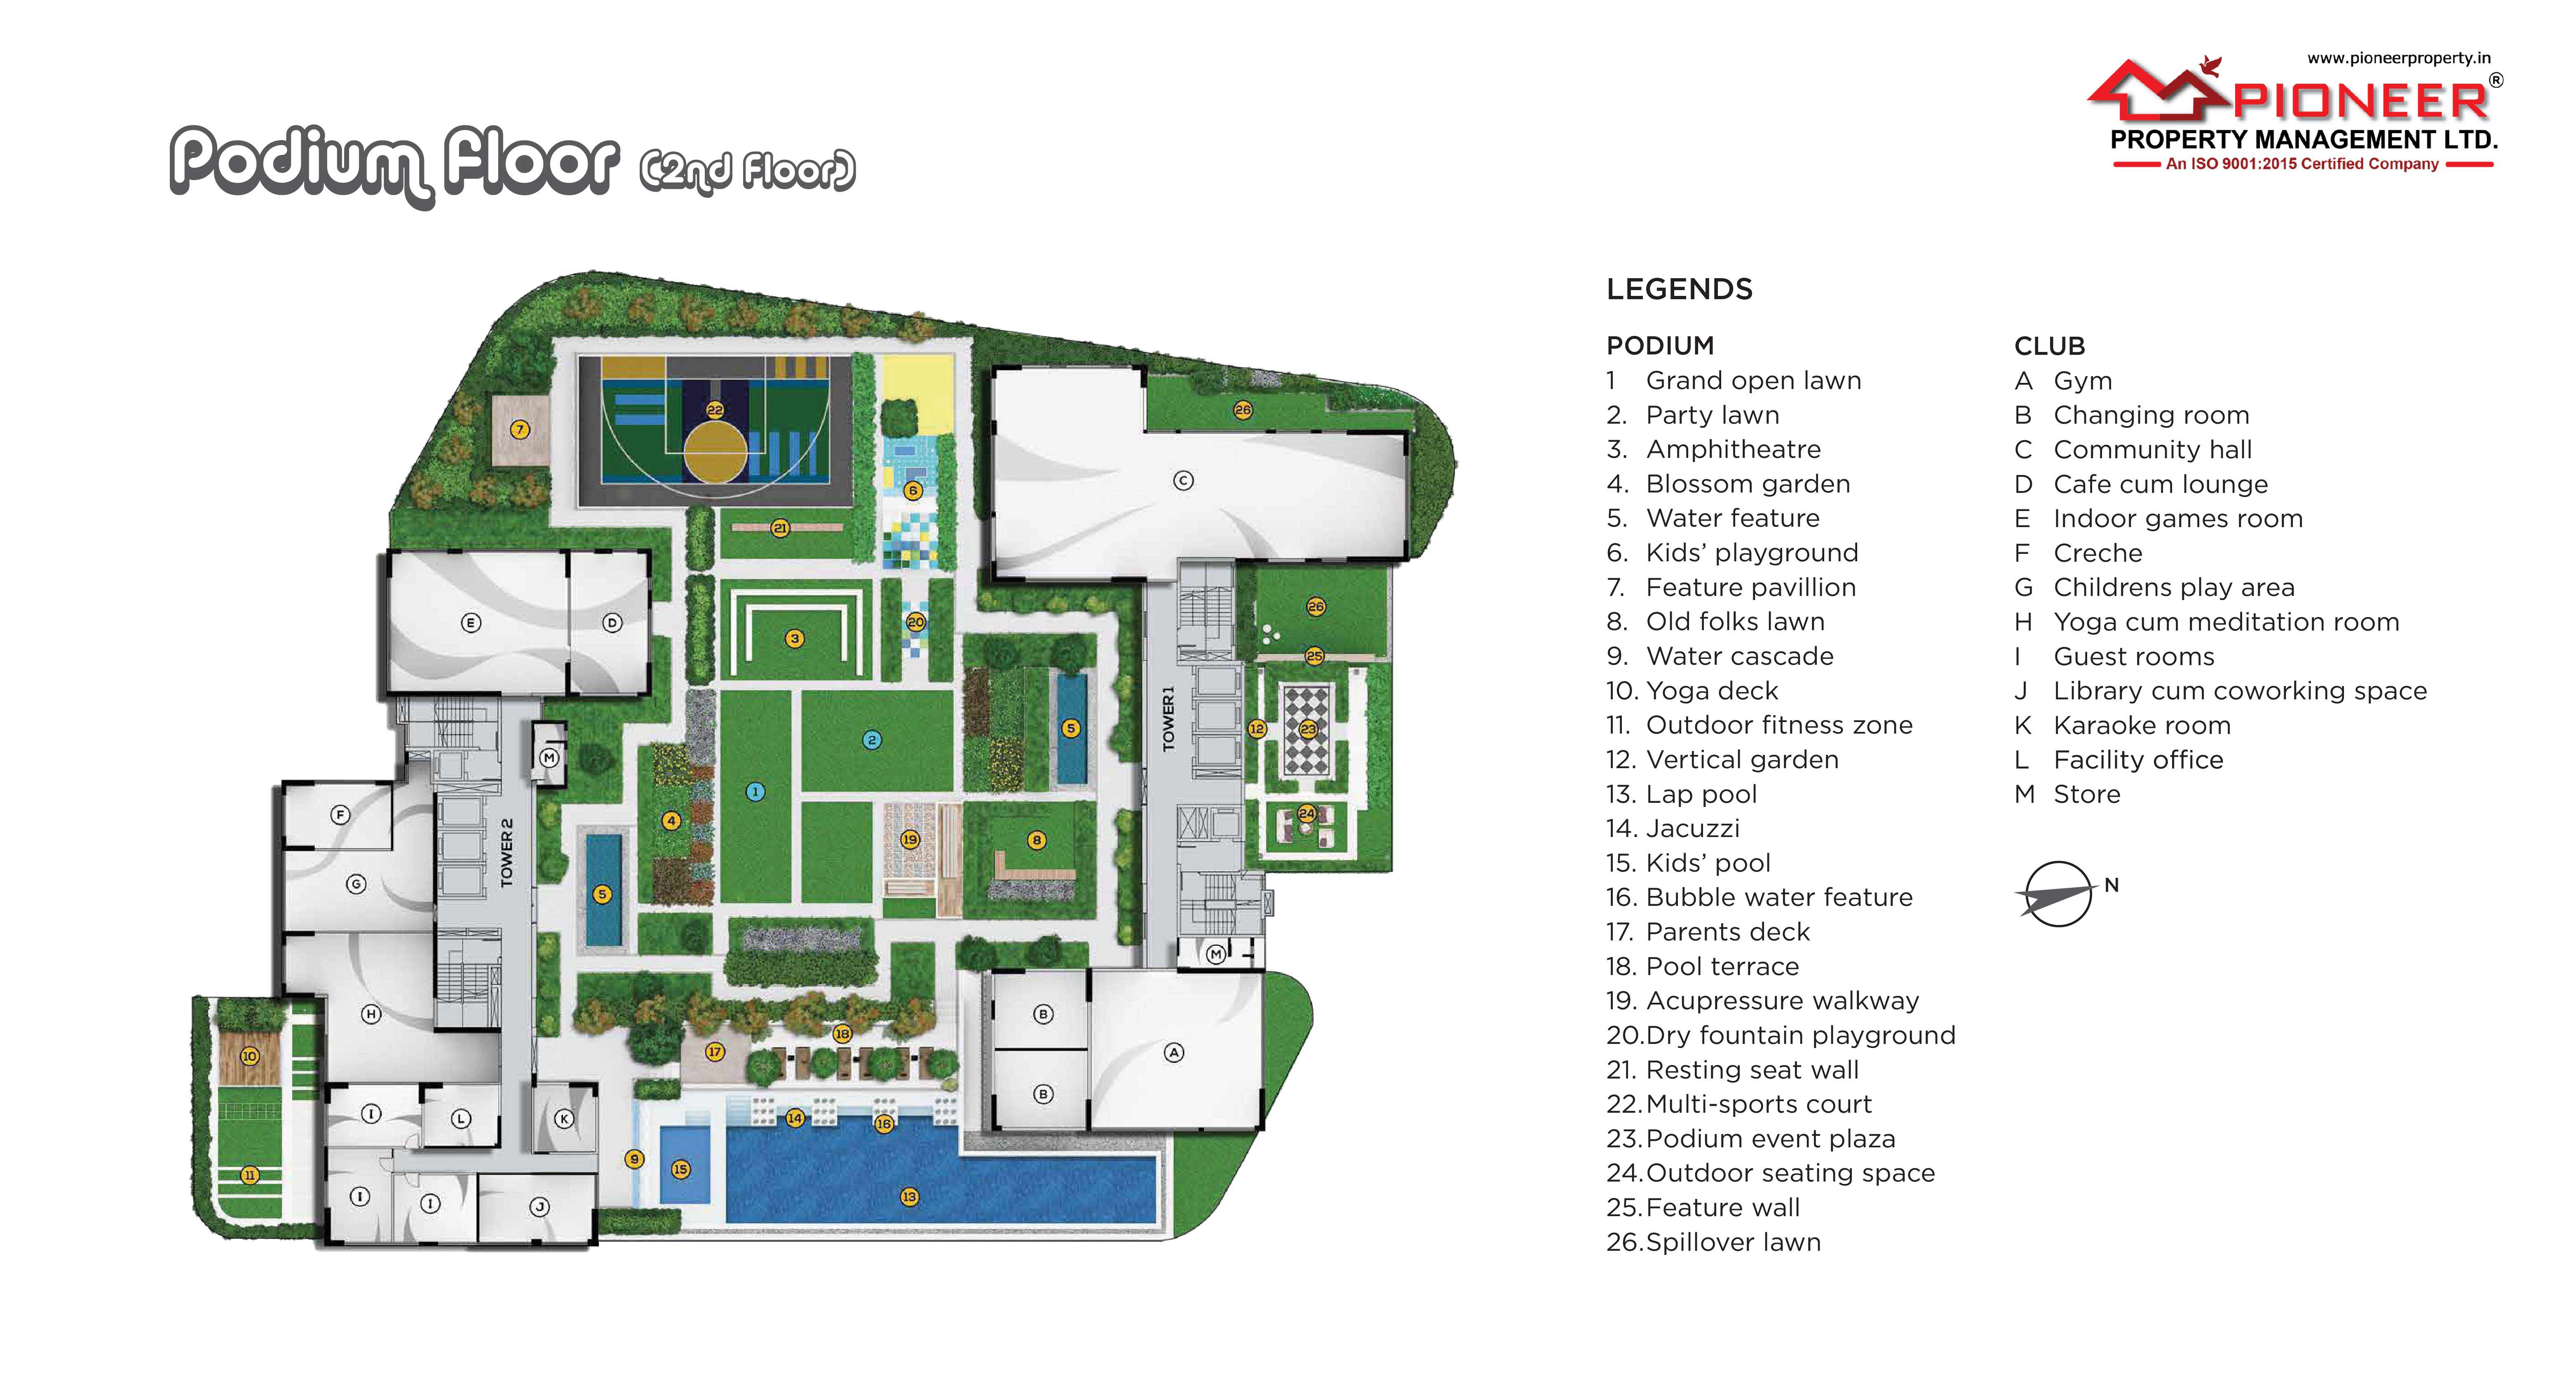 www.pioneerproperty.in
PIONEER®
PROPERTY MANAGEMENT LTD.
An ISO 9001:2015 Certified Company
Podium Floor (2nd Floor)
LEGENDS
PODIUM
1 Grand open lawn
2. Party lawn
3. Amphitheatre
4. Blossom garden
5. Water feature
6. Kids’ playground
7. Feature pavillion
8. Old folks lawn
9. Water cascade
10. Yoga deck
11. Outdoor fitness zone
12. Vertical garden
13. Lap pool
14. Jacuzzi
15. Kids’ pool
16. Bubble water feature
17. Parents deck
18. Pool terrace
19. Acupressure walkway
20.Dry fountain playground
21. Resting seat wall
22.Multi-sports court
23.Podium event plaza
24.Outdoor seating space
25.Feature wall
26.Spillover lawn
CLUB
A Gym
B Changing room
C Community hall
D Cafe cum lounge
E Indoor games room
F Creche
G Childrens play area
H Yoga cum meditation room
I Guest rooms
J Library cum coworking space
K Karaoke room
L Facility office
M Store
N
22
26
7
C
6
21
E
D
3
20
26
25
TOWER 1
5
12
23
2
M
1
F
4
24
8
19
TOWER 2
G
5
M
H
B
18
17
A
10
B
I
L
K
14
16
9
15
11
I
I
J
13